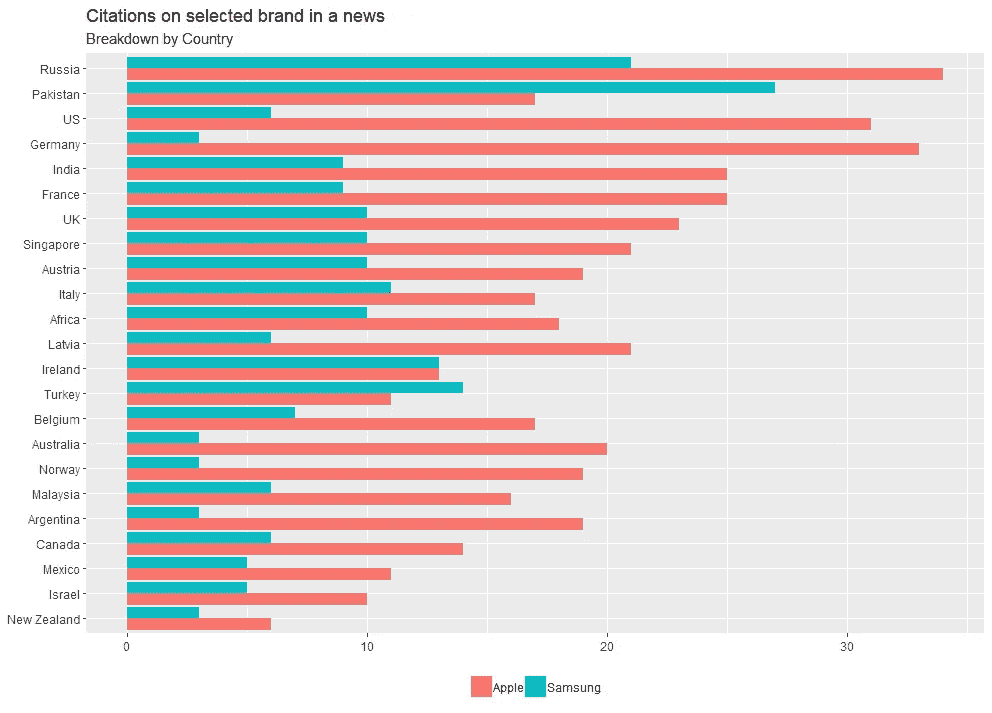 Citations on selected brand in a news
Breakdown by Country
Russia
Pakistan
US
Germany
India
France
UK
Singapore
Austria
Italy
Africa
Latvia
Ireland
Turkey
Belgium
Australia
Norway
Malaysia
Argentina
Canada
Mexico
Israel
New Zealand
0 10 20 30
Apple Samsung